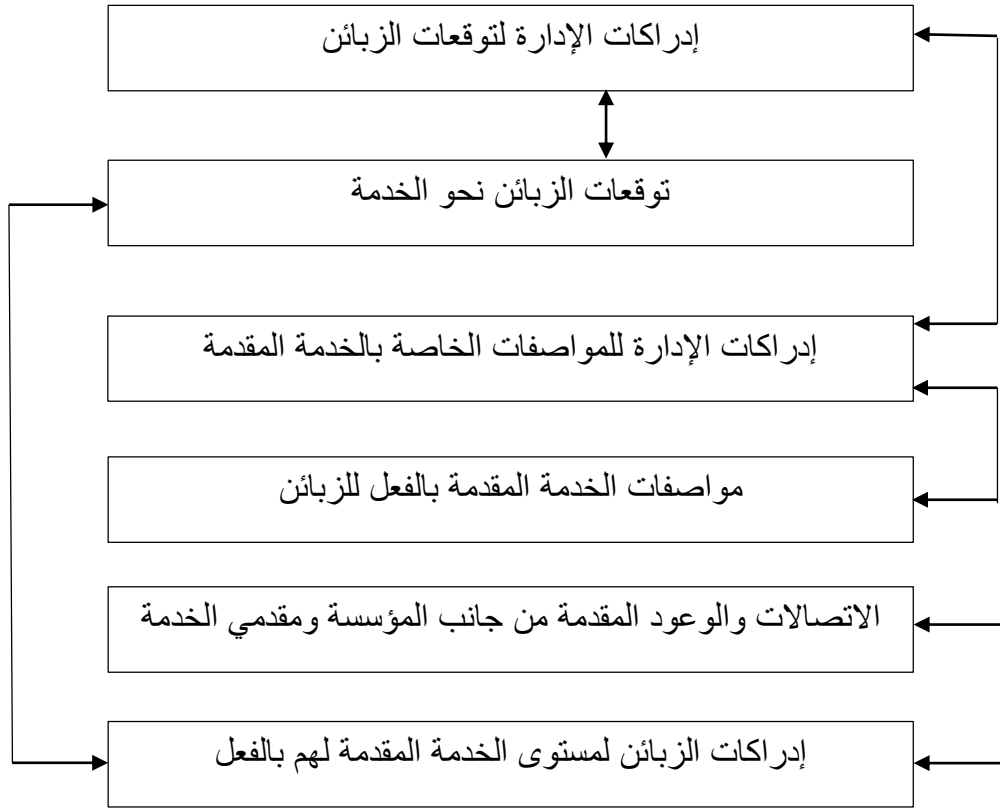 إدراكات الإدارة لتوقعات الزبائن
توقعات الزبائن نحو الخدمة
إدراكات الإدارة للمواصفات الخاصة بالخدمة المقدمة
مواصفات الخدمة المقدمة بالفعل للزبائن
الاتصالات والوعود المقدمة من جانب المؤسسة ومقدمي الخدمة
إدراكات الزبائن لمستوى الخدمة المقدمة لهم بالفعل